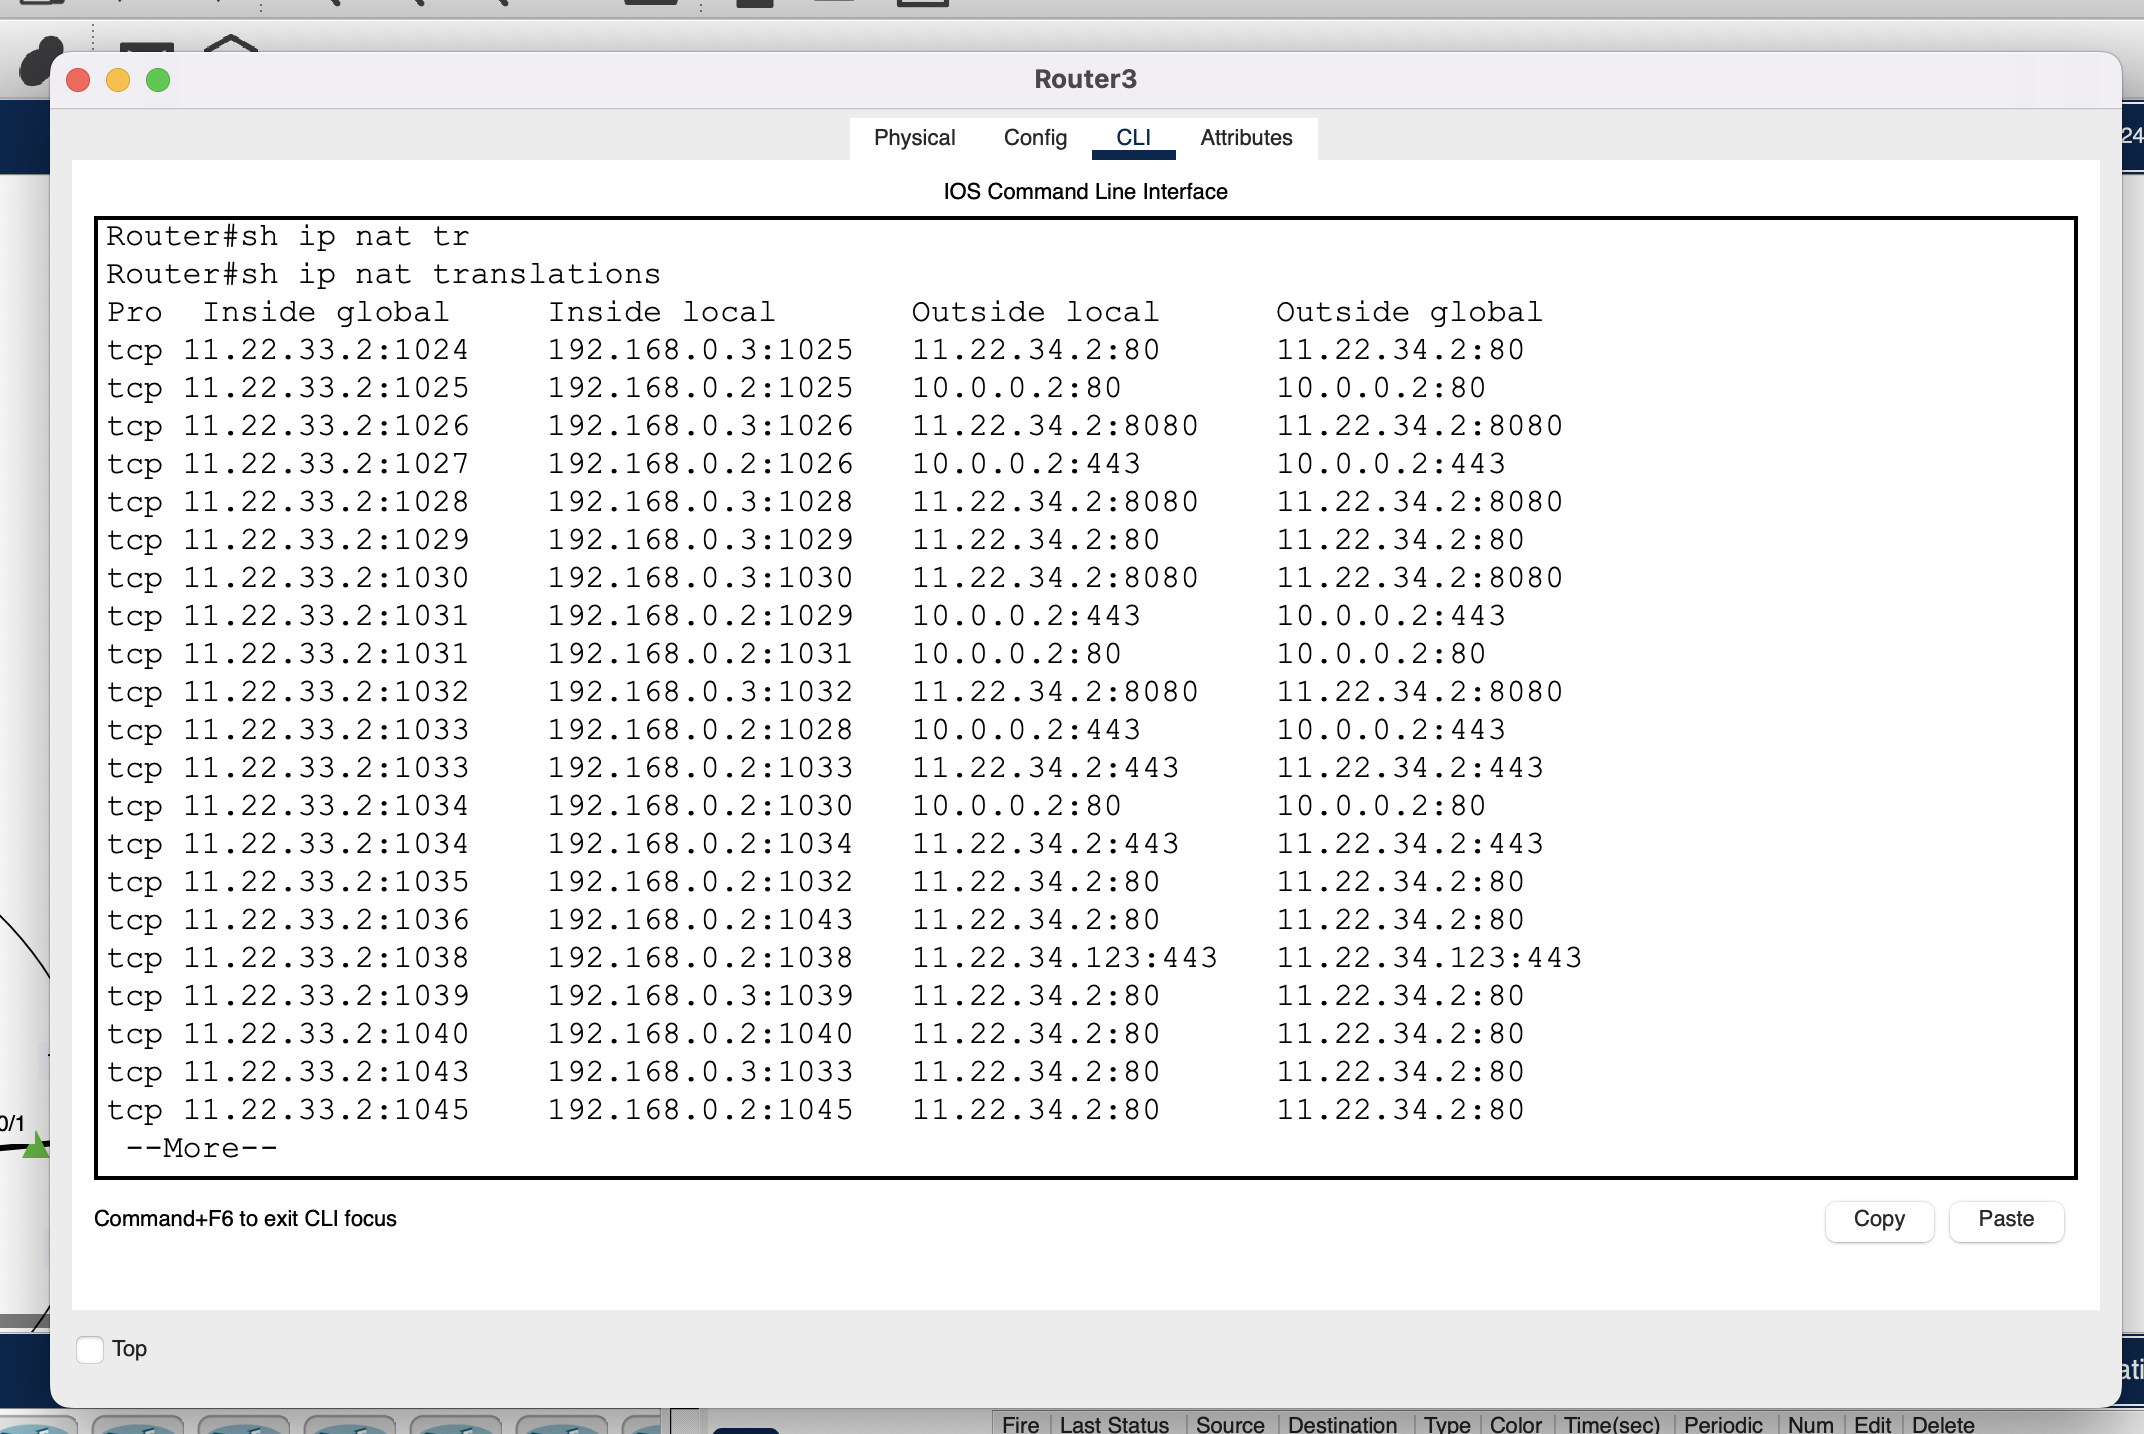 Router3
Physical Config CLI Attributes
24
IOS Command Line Interface
Router#sh ip nat tr
Router#sh ip nat translations
Pro Inside global Inside local Outside local Outside global
tcp 11.22.33.2:1024 192.168.0.3:1025 11.22.34.2:80 11.22.34.2:80
tcp 11.22.33.2:1025 192.168.0.2:1025 10.0.0.2:80 10.0.0.2:80
tcp 11.22.33.2:1026 192.168.0.3:1026 11.22.34.2:8080 11.22.34.2:8080
tcp 11.22.33.2:1027 192.168.0.2:1026 10.0.0.2:443 10.0.0.2:443
tcp 11.22.33.2:1028 192.168.0.3:1028 11.22.34.2:8080 11.22.34.2:8080
tcp 11.22.33.2:1029 192.168.0.3:1029 11.22.34.2:80 11.22.34.2:80
tcp 11.22.33.2:1030 192.168.0.3:1030 11.22.34.2:8080 11.22.34.2:8080
tcp 11.22.33.2:1031 192.168.0.2:1029 10.0.0.2:443 10.0.0.2:443
tcp 11.22.33.2:1031 192.168.0.2:1031 10.0.0.2:80 10.0.0.2:80
tcp 11.22.33.2:1032 192.168.0.3:1032 11.22.34.2:8080 11.22.34.2:8080
tcp 11.22.33.2:1033 192.168.0.2:1028 10.0.0.2:443 10.0.0.2:443
tcp 11.22.33.2:1033 192.168.0.2:1033 11.22.34.2:443 11.22.34.2:443
tcp 11.22.33.2:1034 192.168.0.2:1030 10.0.0.2:80 10.0.0.2:80
tcp 11.22.33.2:1034 192.168.0.2:1034 11.22.34.2:443 11.22.34.2:443
tcp 11.22.33.2:1035 192.168.0.2:1032 11.22.34.2:80 11.22.34.2:80
tcp 11.22.33.2:1036 192.168.0.2:1043 11.22.34.2:80 11.22.34.2:80
tcp 11.22.33.2:1038 192.168.0.2:1038 11.22.34.123:443 11.22.34.123:443
tcp 11.22.33.2:1039 192.168.0.3:1039 11.22.34.2:80 11.22.34.2:80
tcp 11.22.33.2:1040 192.168.0.2:1040 11.22.34.2:80 11.22.34.2:80
tcp 11.22.33.2:1043 192.168.0.3:1033 11.22.34.2:80 11.22.34.2:80
tcp 11.22.33.2:1045 192.168.0.2:1045 11.22.34.2:80 11.22.34.2:80
0/1
--More--
Command+F6 to exit CLI focus
Copy Paste
Top
Fire Last Status Source Destination Type Color Time(sec) Periodic Num Edit Delete